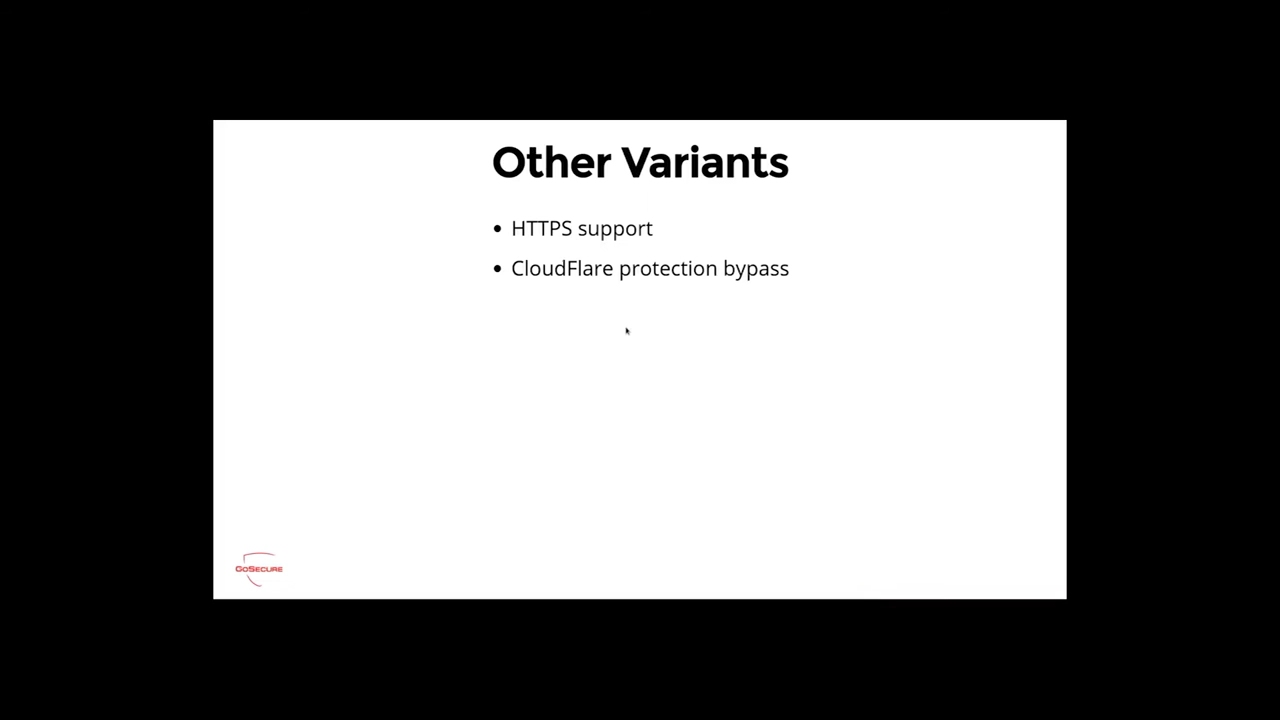 Other Variants
• HTTPS support
• CloudFlare protection bypass
GoSecure